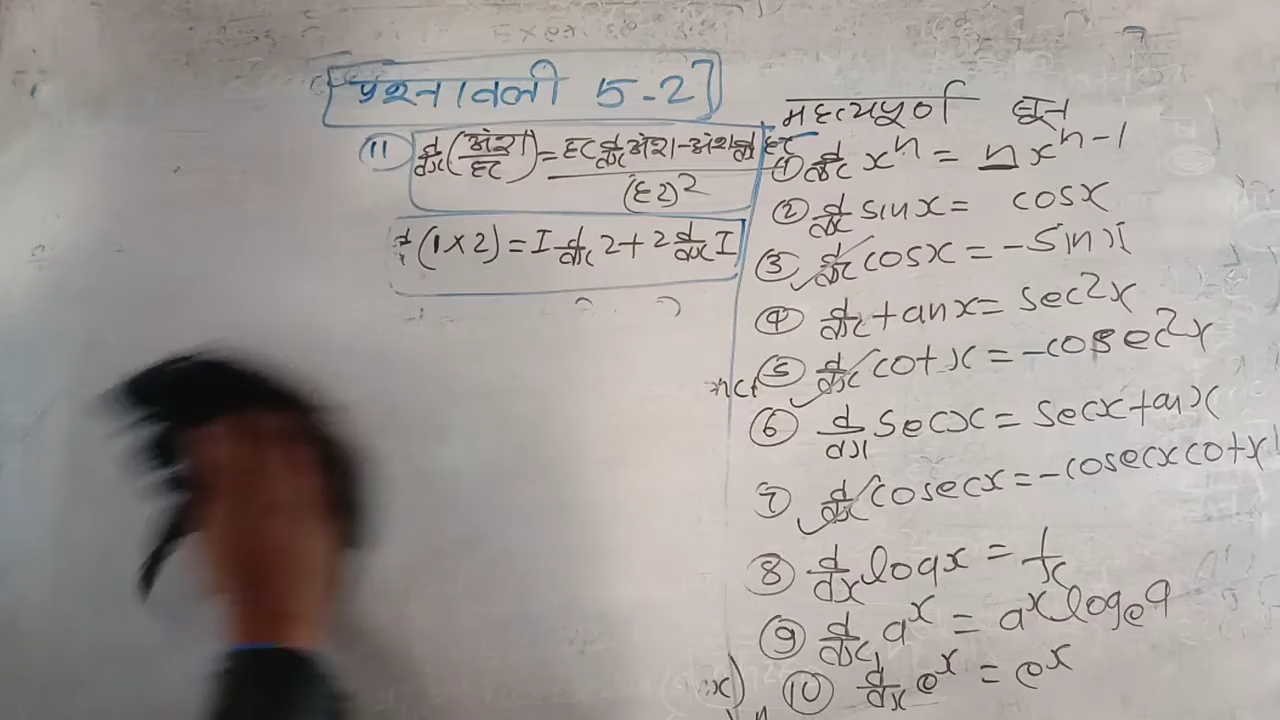 प्रश्नावली 5-2
महत्वपूर्ण सूत्र
(11) d/dx(अंश/हर) = हर d/dx अंश - अंश d/dx हर / (हर)²
(1×2) = I d/dx 2 + 2 d/dx I
① d/dx xⁿ = n xⁿ⁻¹
② d/dx sinx = cosx
③ d/dx cosx = -sinx
④ d/dx tanx = sec²x
⑤ d/dx cotx = -cosec²x
⑥ d/dx secx = secx tanx
⑦ d/dx cosecx = -cosecx cotx
⑧ d/dx logx = 1/x
⑨ d/dx aˣ = aˣ logₑa
⑩ d/dx eˣ = eˣ